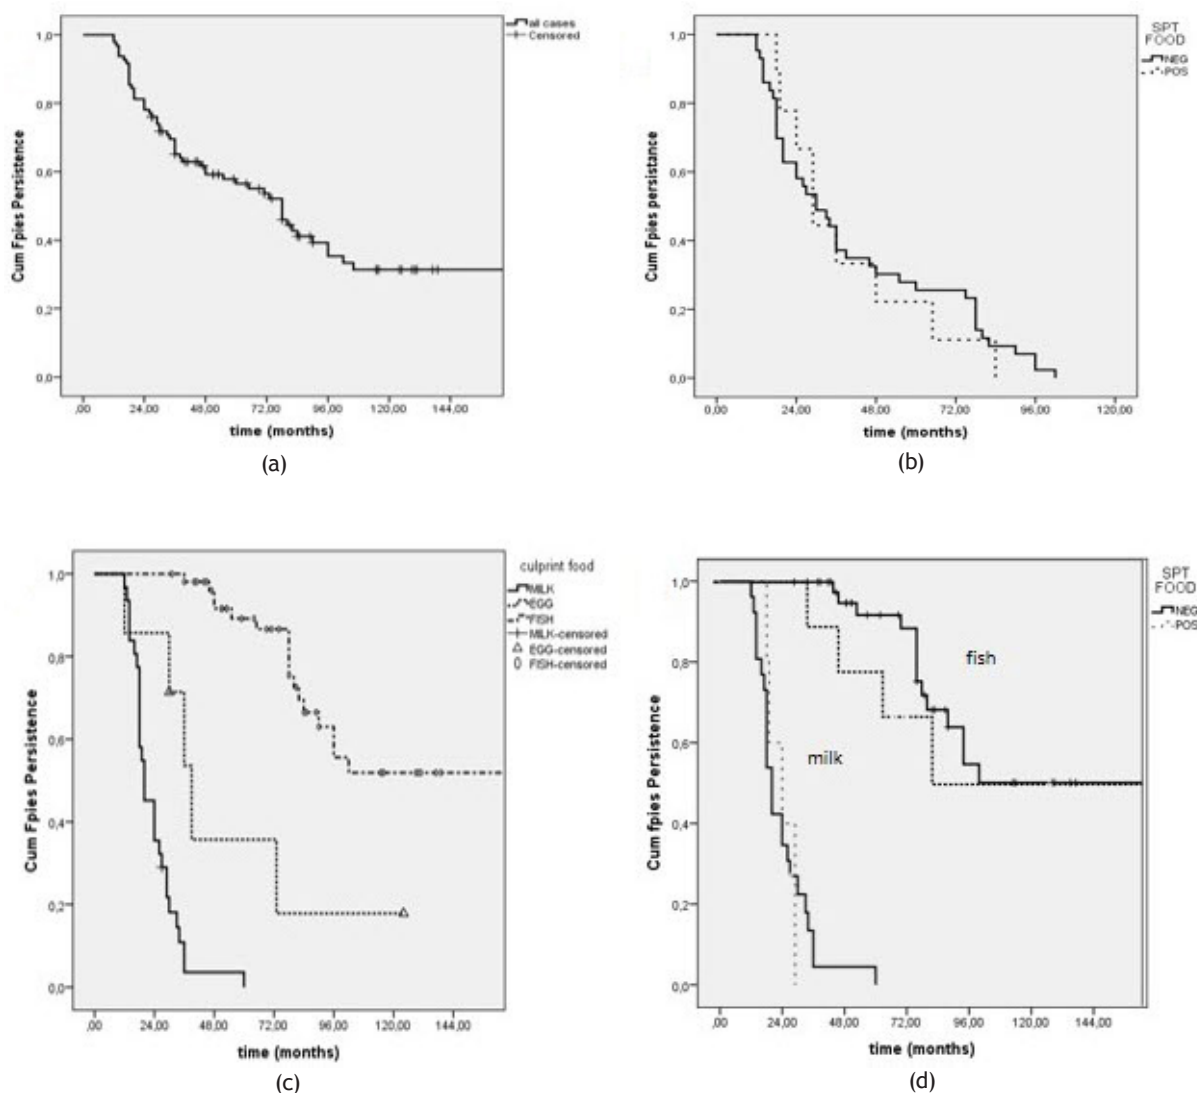 all cases
Censored
1,0
0,8
0,6
0,4
0,2
0,0
Cum Fpies Persistence
,00 24,00 48,00 72,00 96,00 120,00 144,00
time (months)
(a)
SPT
FOOD
NEG
POS
1,0
0,8
0,6
0,4
0,2
0,0
Cum Fpies persistance
,00 24,00 48,00 72,00 96,00 120,00
time (months)
(b)
culprint food
MILK
EGG
FISH
MILK-censored
EGG-censored
FISH-censored
1,0
0,8
0,6
0,4
0,2
0,0
Cum Fpies Persistence
,00 24,00 48,00 72,00 96,00 120,00 144,00
time (months)
(c)
SPT
FOOD
NEG
POS
1,0
0,8
0,6
0,4
0,2
0,0
fish
milk
Cum fpies Persistence
,00 24,00 48,00 72,00 96,00 120,00 144,00
time (months)
(d)